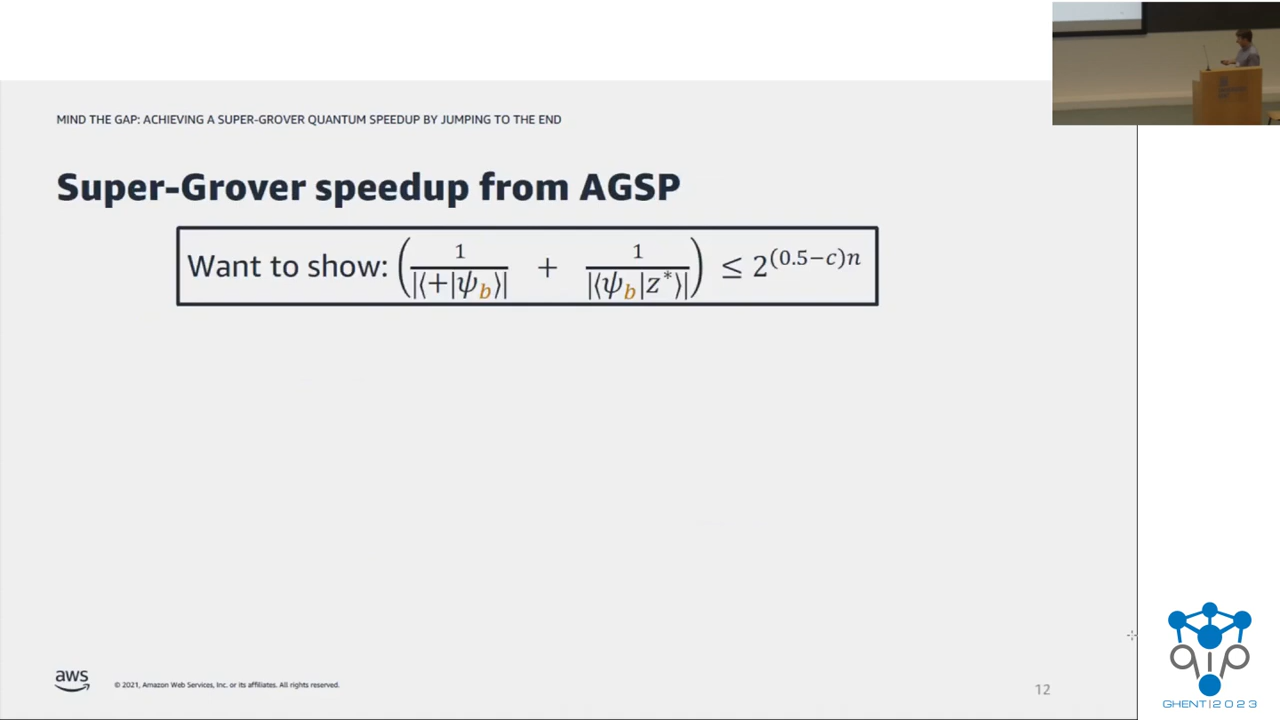 MIND THE GAP: ACHIEVING A SUPER-GROVER QUANTUM SPEEDUP BY JUMPING TO THE END
Super-Grover speedup from AGSP
Want to show: (1/|⟨+|ψ_b⟩| + 1/|⟨ψ_b|z*⟩|) ≤ 2^(0.5−c)n
aws
© 2021, Amazon Web Services, Inc. or its affiliates. All rights reserved.
12
qip
GHENT|2023